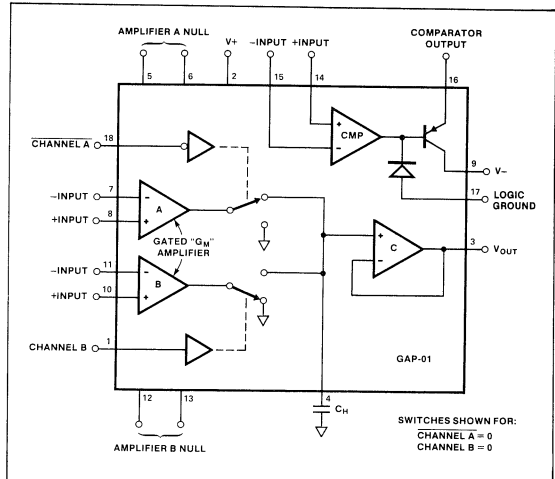 AMPLIFIER A NULL
V+
−INPUT +INPUT
COMPARATOR
OUTPUT
5 6 2 15 14 16
CHANNEL A 18
+
CMP
−
9 V−
17 LOGIC
GROUND
−INPUT 7 −
A
+INPUT 8 +
GATED "GM"
AMPLIFIER
+
C
−
3 VOUT
−INPUT 11 −
B
+INPUT 10 +
CHANNEL B 1
GAP-01
12 13
4
CH
AMPLIFIER B NULL
SWITCHES SHOWN FOR:
CHANNEL A = 0
CHANNEL B = 0